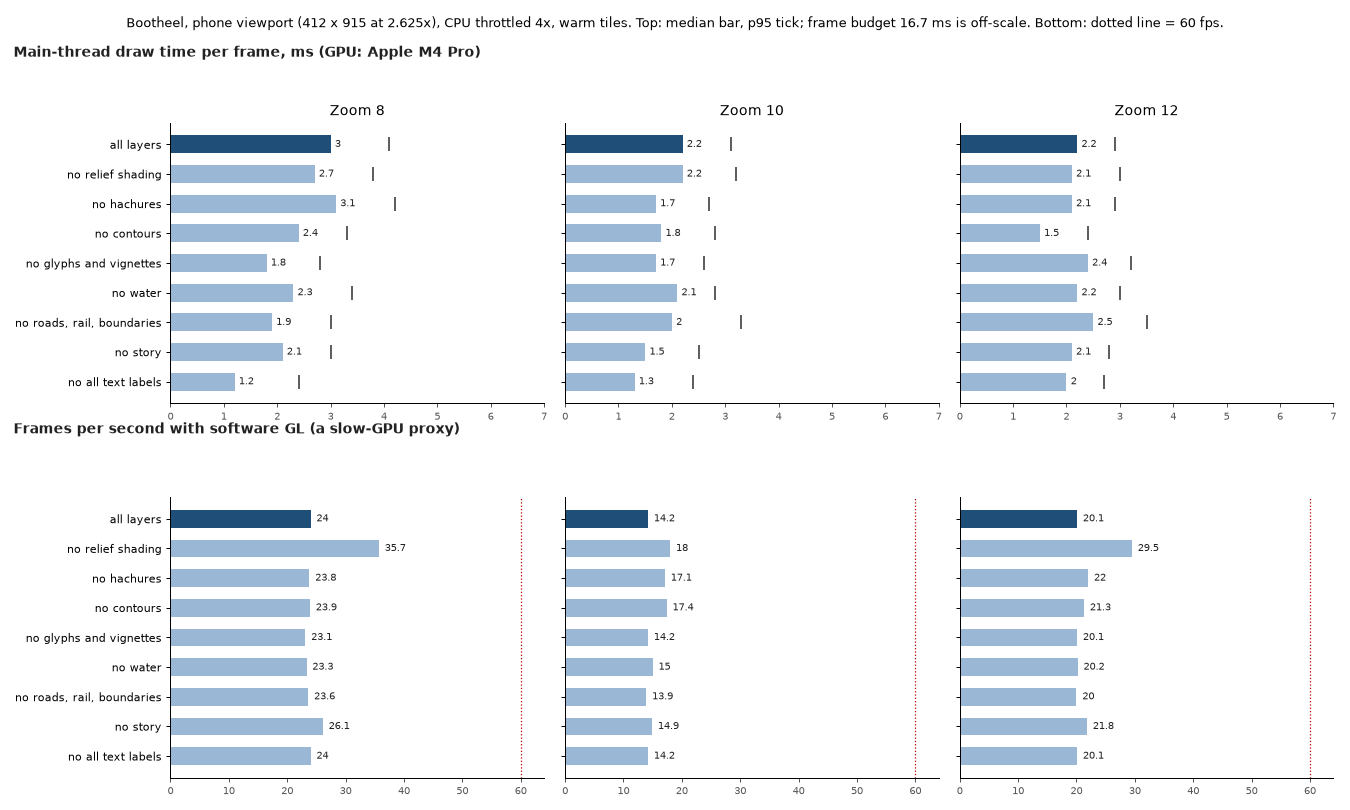 Bootheel, phone viewport (412 x 915 at 2.625x), CPU throttled 4x, warm tiles. Top: median bar, p95 tick; frame budget 16.7 ms is off-scale. Bottom: dotted line = 60 fps.
Main-thread draw time per frame, ms (GPU: Apple M4 Pro)
Zoom 8 Zoom 10 Zoom 12
all layers 3 2.2 2.2
no relief shading 2.7 2.2 2.1
no hachures 3.1 1.7 2.1
no contours 2.4 1.8 1.5
no glyphs and vignettes 1.8 1.7 2.4
no water 2.3 2.1 2.2
no roads, rail, boundaries 1.9 2 2.5
no story 2.1 1.5 2.1
no all text labels 1.2 1.3 2
0 1 2 3 4 5 6 7 0 1 2 3 4 5 6 7 0 1 2 3 4 5 6 7
Frames per second with software GL (a slow-GPU proxy)
all layers 24 14.2 20.1
no relief shading 35.7 18 29.5
no hachures 23.8 17.1 22
no contours 23.9 17.4 21.3
no glyphs and vignettes 23.1 14.2 20.1
no water 23.3 15 20.2
no roads, rail, boundaries 23.6 13.9 20
no story 26.1 14.9 21.8
no all text labels 24 14.2 20.1
0 10 20 30 40 50 60 0 10 20 30 40 50 60 0 10 20 30 40 50 60